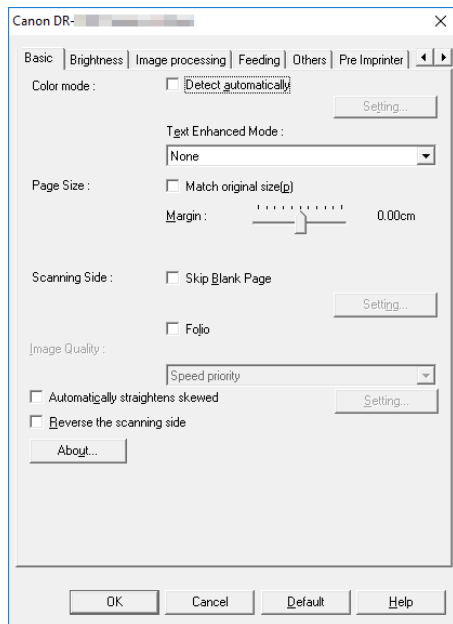 Canon DR-
Basic Brightness Image processing Feeding Others Pre Imprinter
Color mode : Detect automatically
Setting...
Text Enhanced Mode :
None
Page Size : Match original size(p)
Margin : 0.00cm
Scanning Side : Skip Blank Page
Setting...
Folio
Image Quality :
Speed priority
Automatically straightens skewed Setting...
Reverse the scanning side
About...
OK Cancel Default Help